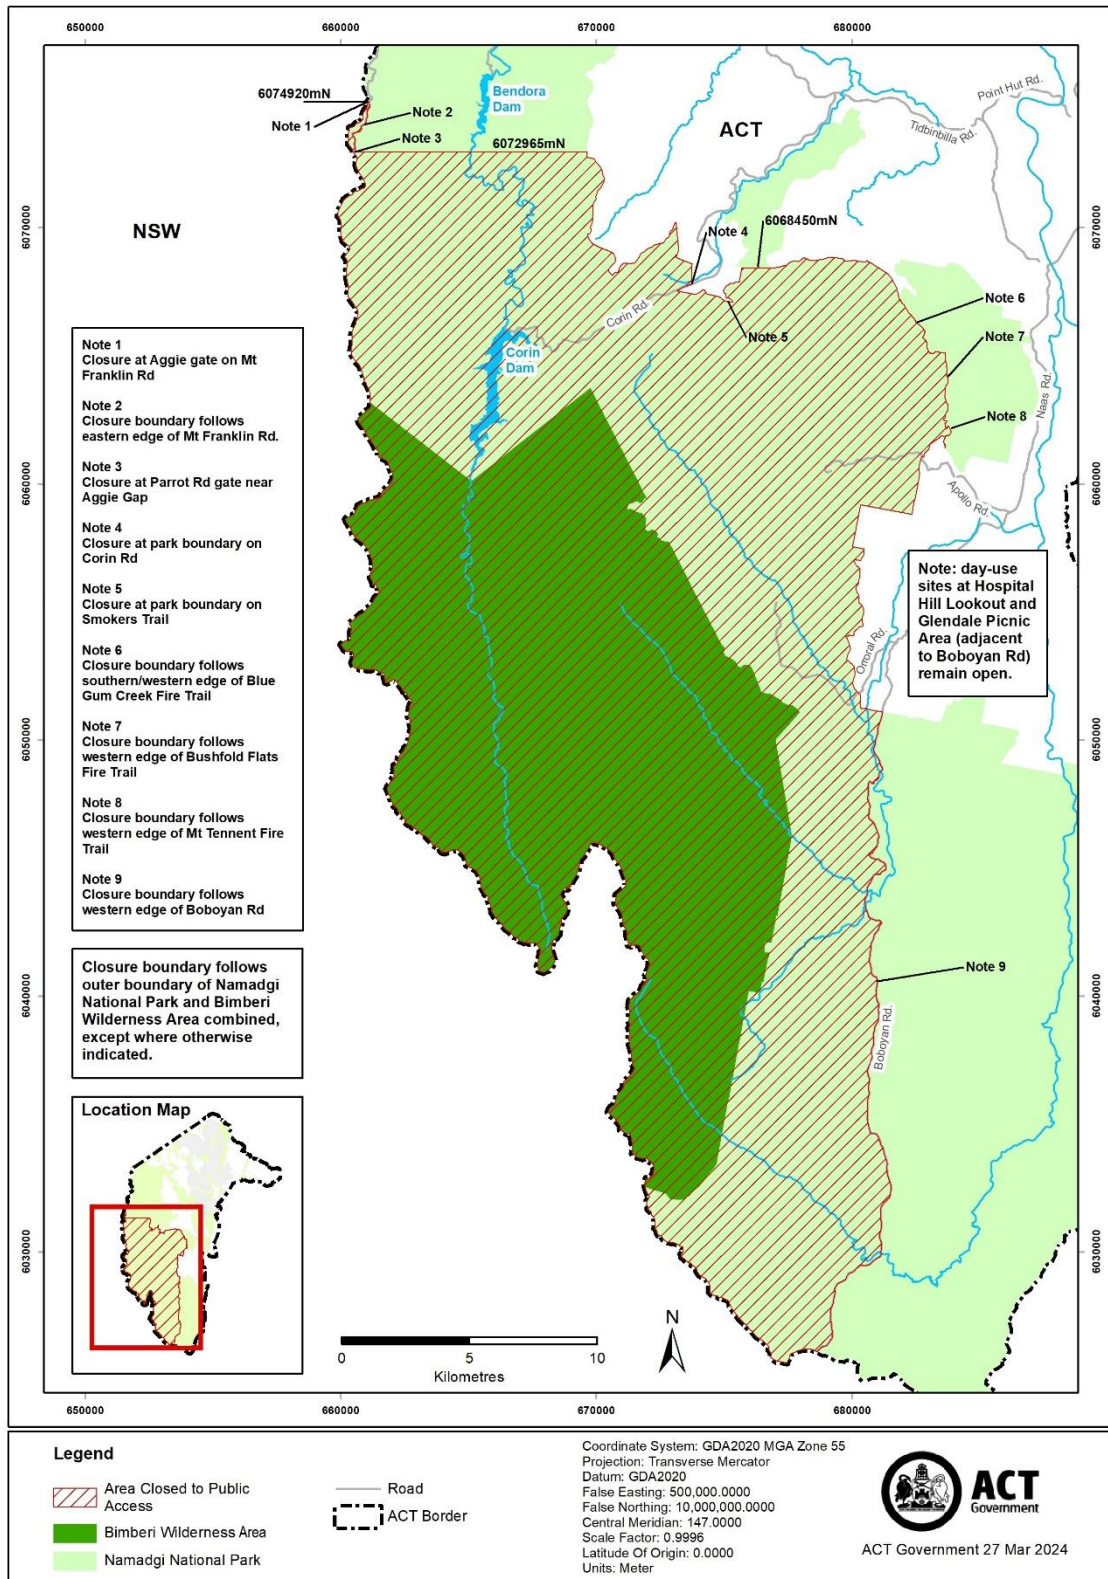 650000
660000
670000
680000
6074920mN
Note 1
Note 2
Note 3
Bendora
Dam
6072965mN
ACT
Point Hut Rd.
Tidbinbilla Rd.
6070000
6070000
NSW
Note 4
6068450mN
Note 5
Note 6
Note 7
Note 8
Corin Rd.
Corin
Dam
Naas Rd.
Apollo Rd.
6060000
6060000
Note 1
Closure at Aggie gate on Mt
Franklin Rd
Note 2
Closure boundary follows
eastern edge of Mt Franklin Rd.
Note 3
Closure at Parrot Rd gate near
Aggie Gap
Note 4
Closure at park boundary on
Corin Rd
Note 5
Closure at park boundary on
Smokers Trail
Note 6
Closure boundary follows
southern/western edge of Blue
Gum Creek Fire Trail
Note 7
Closure boundary follows
western edge of Bushfold Flats
Fire Trail
Note 8
Closure boundary follows
western edge of Mt Tennent Fire
Trail
Note 9
Closure boundary follows
western edge of Boboyan Rd
Note: day-use
sites at Hospital
Hill Lookout and
Glendale Picnic
Area (adjacent
to Boboyan Rd)
remain open.
Orroral Rd.
6050000
6050000
Closure boundary follows
outer boundary of Namadgi
National Park and Bimberi
Wilderness Area combined,
except where otherwise
indicated.
Note 9
6040000
6040000
Boboyan Rd.
Location Map
6030000
6030000
N
0
5
10
Kilometres
650000
660000
670000
680000
Legend
Area Closed to Public
Access
Bimberi Wilderness Area
Namadgi National Park
Road
ACT Border
Coordinate System: GDA2020 MGA Zone 55
Projection: Transverse Mercator
Datum: GDA2020
False Easting: 500,000.0000
False Northing: 10,000,000.0000
Central Meridian: 147.0000
Scale Factor: 0.9996
Latitude Of Origin: 0.0000
Units: Meter
ACT
Government
ACT Government 27 Mar 2024